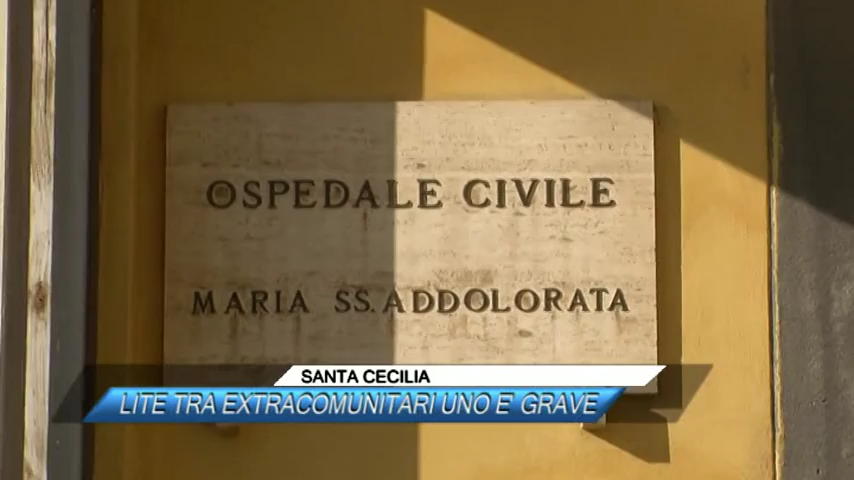 OSPEDALE CIVILE
MARIA SS. ADDOLORATA
SANTA CECILIA
LITE TRA EXTRACOMUNITARI UNO E' GRAVE